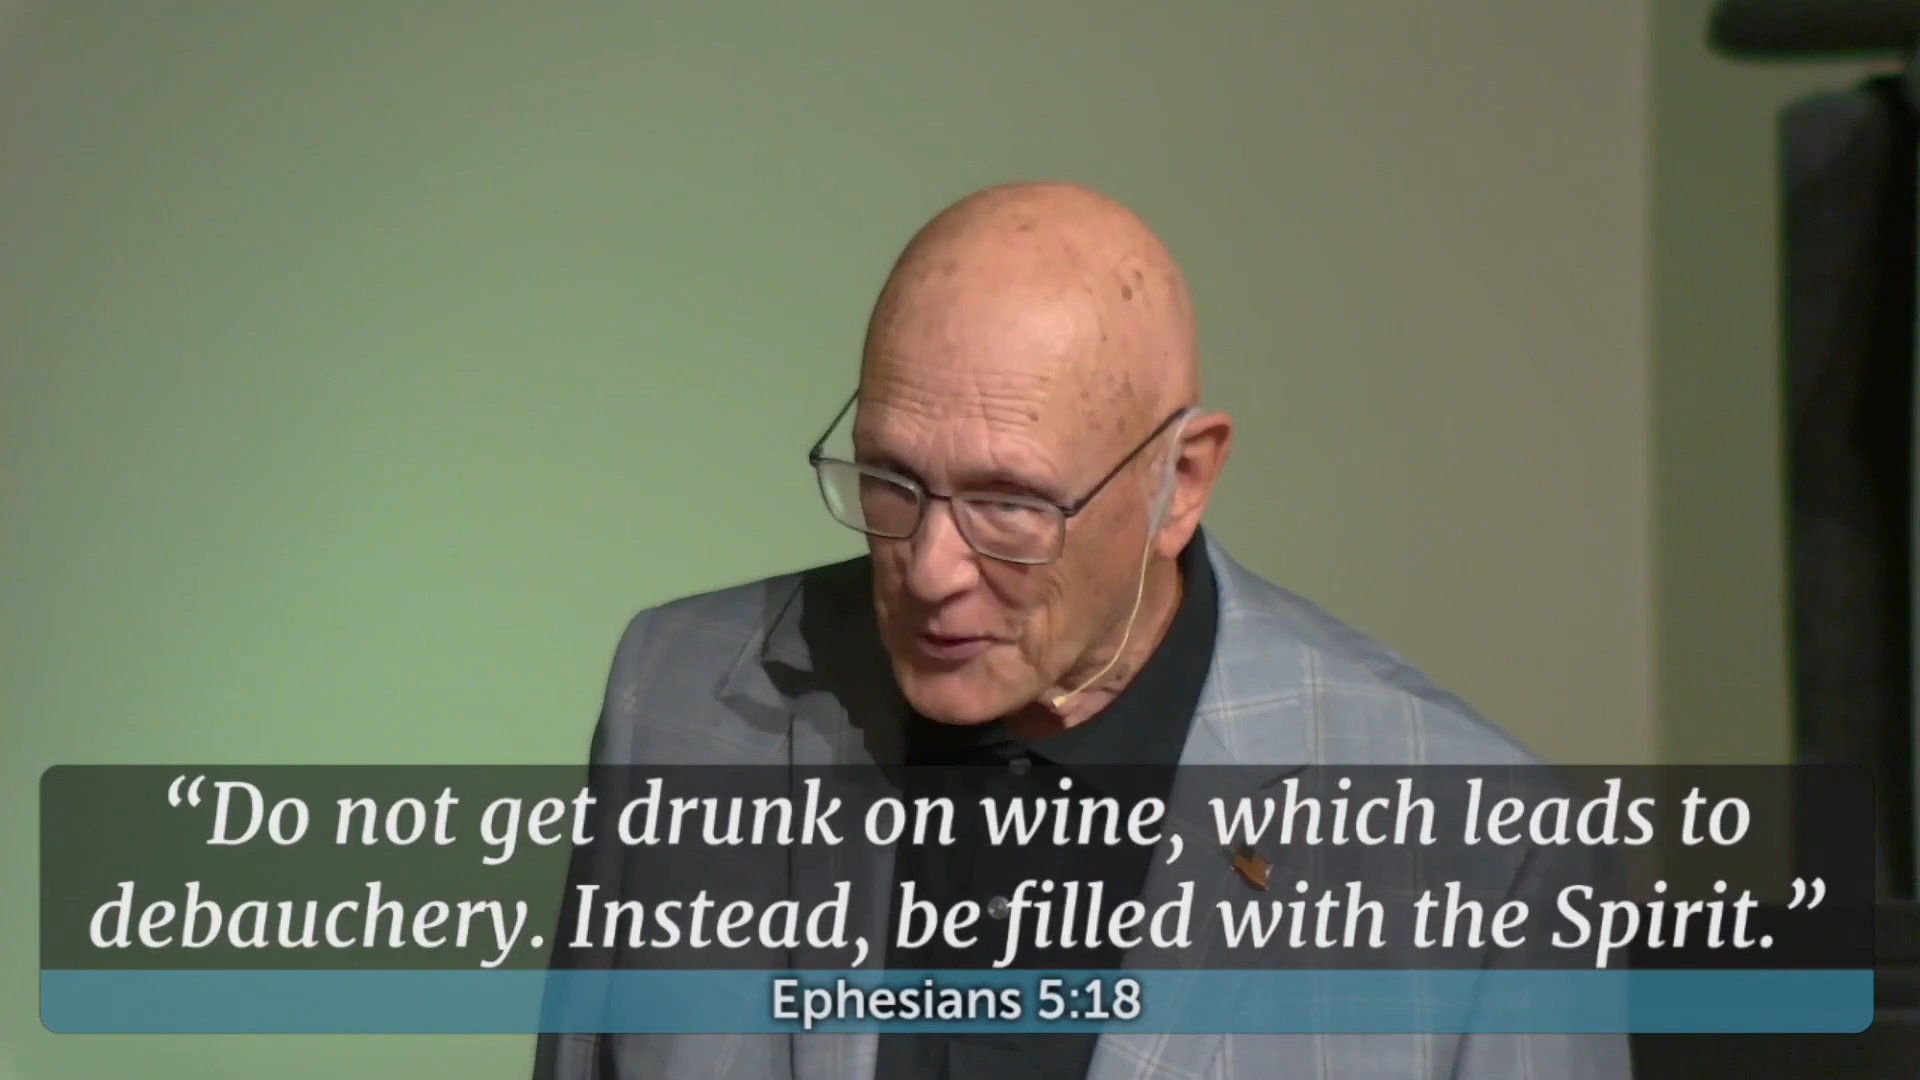 “Do not get drunk on wine, which leads to
debauchery. Instead, be filled with the Spirit.”
Ephesians 5:18